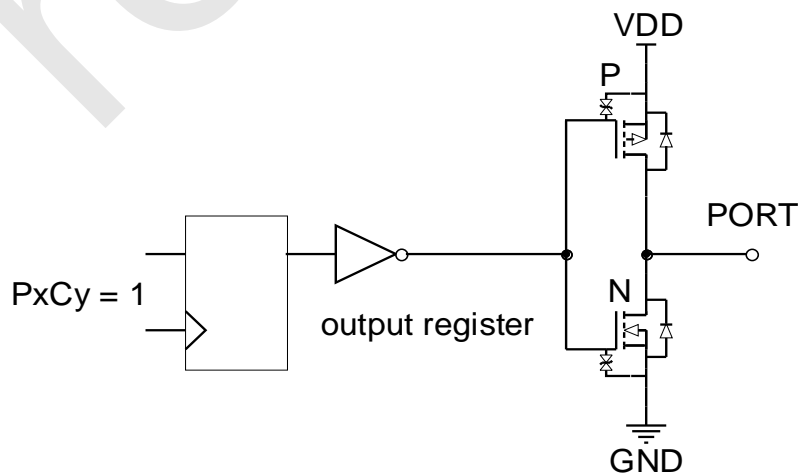 VDD
P
PORT
PxCy = 1
N
output register
GND